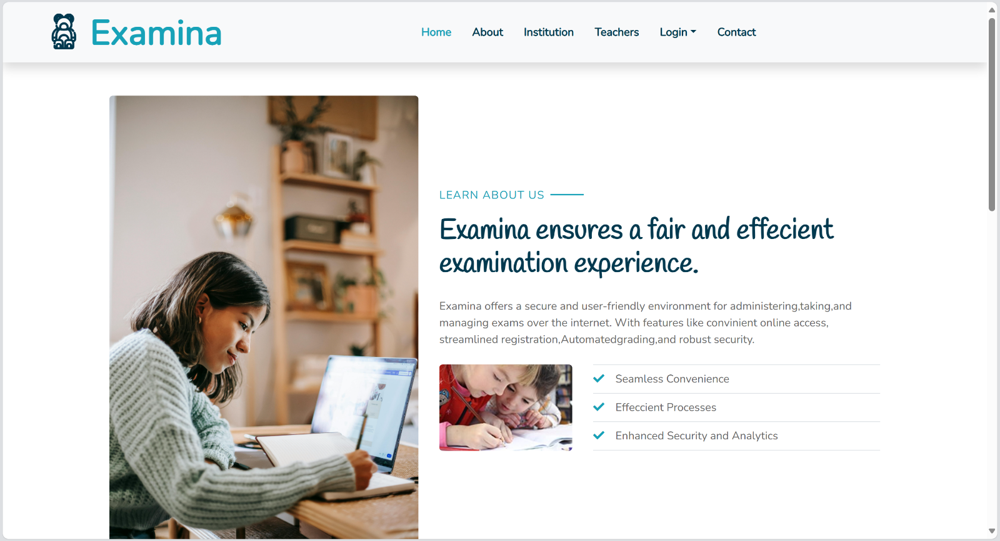 Examina
Home About Institution Teachers Login Contact
LEARN ABOUT US
Examina ensures a fair and effecient
examination experience.
Examina offers a secure and user-friendly environment for administering,taking,and
managing exams over the internet. With features like convinient online access,
streamlined registration,Automatedgrading,and robust security.
Seamless Convenience
Effeccient Processes
Enhanced Security and Analytics